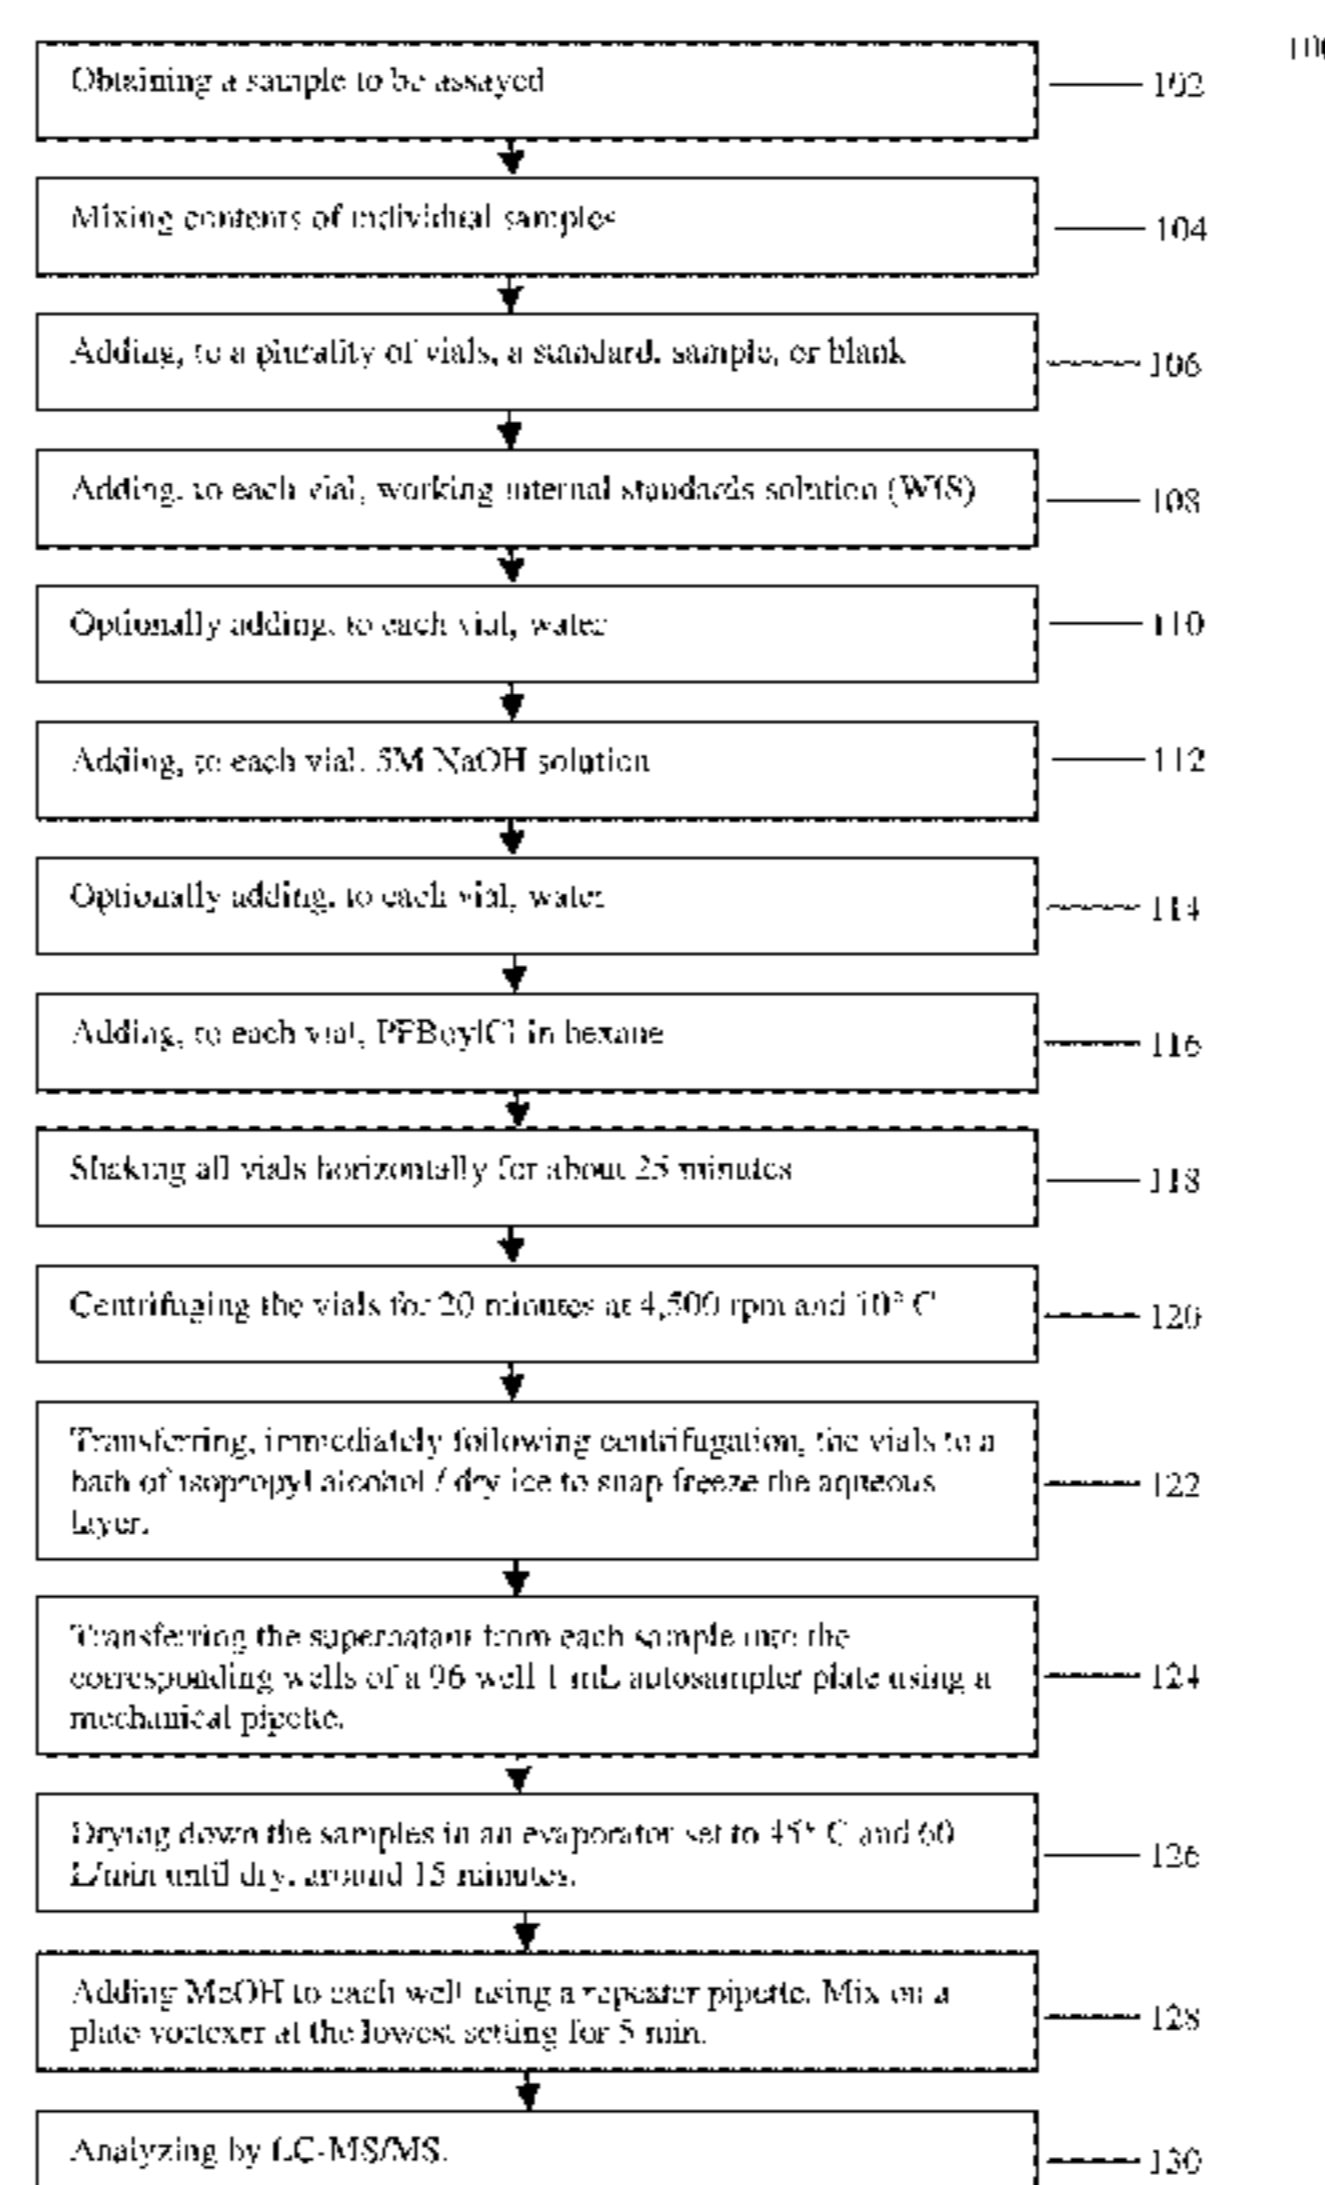 Obtaining a sample to be assayed
102
Mixing contents of individual samples
104
Adding, to a plurality of vials, a standard, sample, or blank
106
Adding, to each vial, working internal standards solution (WIS)
108
Optionally adding, to each vial, water
110
Adding, to each vial, 5M NaOH solution
112
Optionally adding, to each vial, water
114
Adding, to each vial, PFBoylCl in hexane
116
Shaking all vials horizontally for about 25 minutes
118
Centrifuging the vials for 20 minutes at 4,500 rpm and 10° C
120
Transferring, immediately following centrifugation, the vials to a
bath of isopropyl alcohol / dry ice to snap freeze the aqueous
layer.
122
Transferring the supernatant from each sample into the
corresponding wells of a 96 well 1 mL autosampler plate using a
mechanical pipette.
124
Drying down the samples in an evaporator set to 45° C and 60
L/min until dry, around 15 minutes.
126
Adding MeOH to each well using a repeater pipette. Mix on a
plate vortexer at the lowest setting for 5 min.
128
Analyzing by LC-MS/MS.
130